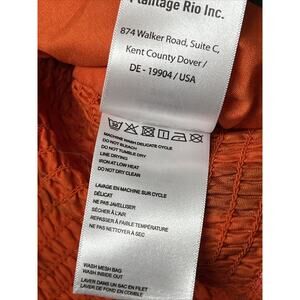 Plantage Rio Inc.
874 Walker Road, Suite C,
Kent County Dover /
DE - 19904 / USA
MACHINE WASH DELICATE CYCLE
DO NOT BLEACH
DO NOT TUMBLE DRY
LINE DRYING
IRON AT LOW HEAT
DO NOT DRY CLEAN
LAVAGE EN MACHINE SUR CYCLE
DÉLICAT
NE PAS JAVELLISER
SÉCHER À L'AIR
REPASSER À FAIBLE TEMPÉRATURE
NE PAS NETTOYER À SEC
WASH MESH BAG
WASH INSIDE OUT
LAVER DANS UN SAC EN FILET